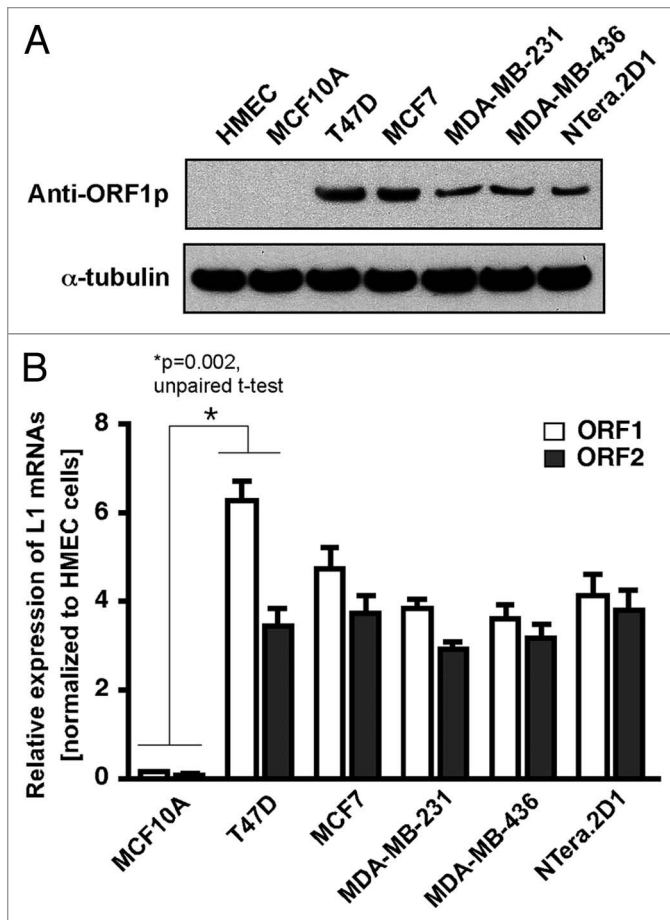 A
HMEC
MCF10A
T47D
MCF7
MDA-MB-231
MDA-MB-436
NTera.2D1
Anti-ORF1p
α-tubulin
B
*p=0.002,
unpaired t-test
*
Relative expression of L1 mRNAs
[normalized to HMEC cells]
8
6
4
2
0
ORF1
ORF2
MCF10A
T47D
MCF7
MDA-MB-231
MDA-MB-436
NTera.2D1